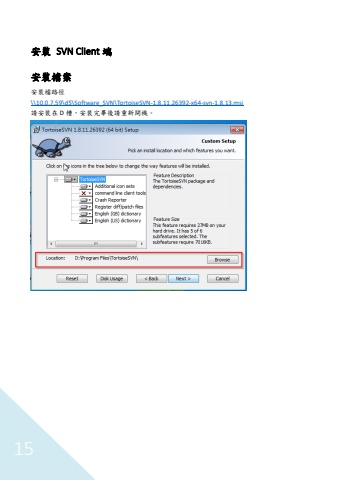 安裝 SVN Client 端
安裝檔案
安裝檔路徑
\\10.0.7.59\d5\Software_SVN\TortoiseSVN-1.8.11.26392-x64-svn-1.8.13.msi
請安裝在 D 槽，安裝完畢後請重新開機。
TortoiseSVN 1.8.11.26392 (64 bit) Setup
Custom Setup
Pick an install location and which features you want.
Click on the icons in the tree below to change the way features will be installed.
TortoiseSVN
Additional icon sets
command line client tools
Crash Reporter
Register diff/patch files
English (GB) dictionary
English (US) dictionary
Feature Description
The TortoiseSVN package and
dependencies.
Feature Size
This feature requires 27MB on your
hard drive. It has 5 of 6
subfeatures selected. The
subfeatures require 7016KB.
Location: D:\Program Files\TortoiseSVN\
Browse
Reset Disk Usage < Back Next > Cancel
15